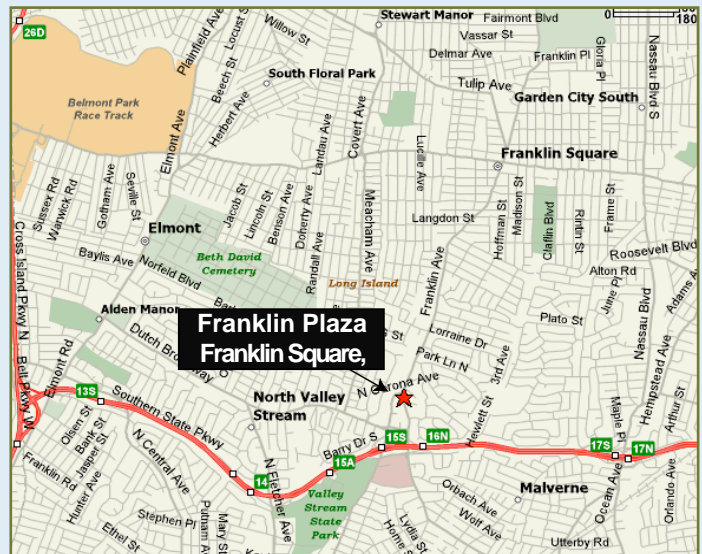 Stewart Manor
Fairmont Blvd
180
26D
Willow St
Vassar St
Plainfield Ave
Locust S
Delmar Ave
Franklin Pl
Gloria Pl
Nassau Blvd S
South Floral Park
Beech St
Tulip Ave
Garden City South
Belmont Park
Race Track
Herbert Ave
Elmont Ave
Landau Ave
Covert Ave
Lucille Ave
Franklin Square
Sussex Rd
Warwick Rd
Gotham Ave
Seville St
Jacob St
Lincoln St
Benson Ave
Doherty Ave
Randall Ave
Meacham Ave
Langdon St
Hoffman St
Madison St
Claflin Blvd
Rintin St
Frame St
Elmont
Cross Island Pkwy N
Baylis Ave
Norfeld Blvd
Beth David
Cemetery
Franklin Ave
Roosevelt Blvd
Alton Rd
Long Island
June Pl
Nassau Blvd
Adams A
Alden Manor
Plato St
Franklin Plaza
Franklin Square,
S St
Lorraine Dr
Dutch Bro
way
Park Ln N
3rd Ave
Hempstead Ave
Elmont Rd
Belt Pkwy W
N Corona Ave
13S
Southern State Pkwy
North Valley
Stream
Hewlett St
Maple Pl
Arthur St
Olsen St
Bank St
Jasper St
Hunter Ave
Franklin Rd
N Central Ave
Barry Dr S
15S
16N
17S
17N
15A
14
N Fletcher Ave
Valley
Stream
State
Park
Orbach Ave
Wolf Ave
Malverne
Ocean Ave
Orlando Ave
Stephen Pl
Ethel St
Putnam A
Mary St
Lydia St
Home S
Utterby Rd